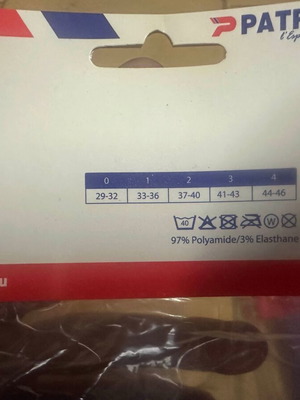 PATR
l'Esp
0 1 2 3 4
29-32 33-36 37-40 41-43 44-46
40 W
97% Polyamide/3% Elasthane
u